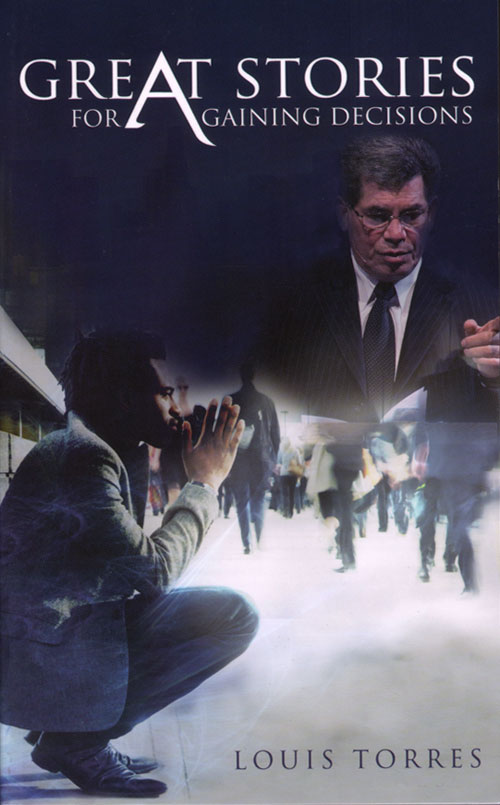 GREAT STORIES
FOR GAINING DECISIONS
LOUIS TORRES